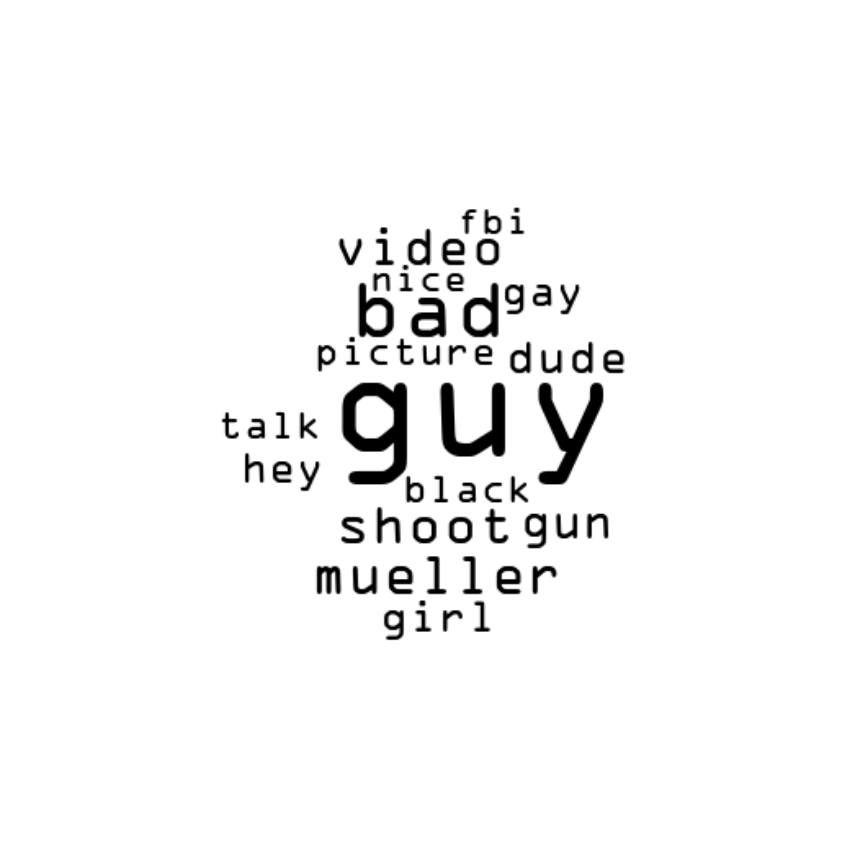 fbi
video
nice
gay
bad
picture dude
guy
talk
hey
black
shoot gun
mueller
girl